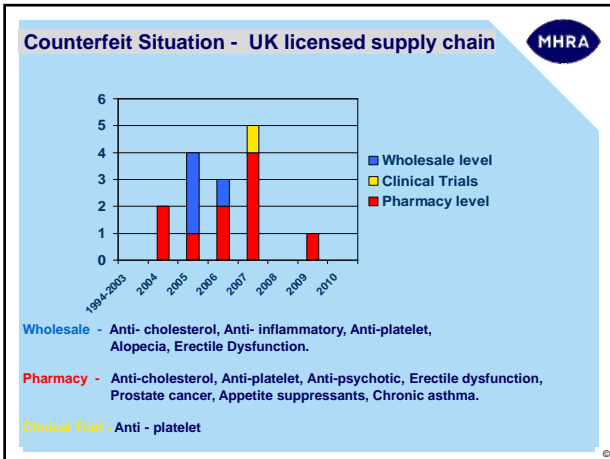 Counterfeit Situation - UK licensed supply chain
MHRA
6
5
4
3
2
1
0
1994-2003
2004
2005
2006
2007
2008
2009
2010
Wholesale level
Clinical Trials
Pharmacy level
Wholesale - Anti- cholesterol, Anti- inflammatory, Anti-platelet,
Alopecia, Erectile Dysfunction.
Pharmacy - Anti-cholesterol, Anti-platelet, Anti-psychotic, Erectile dysfunction,
Prostate cancer, Appetite suppressants, Chronic asthma.
Clinical Trial - Anti - platelet
©